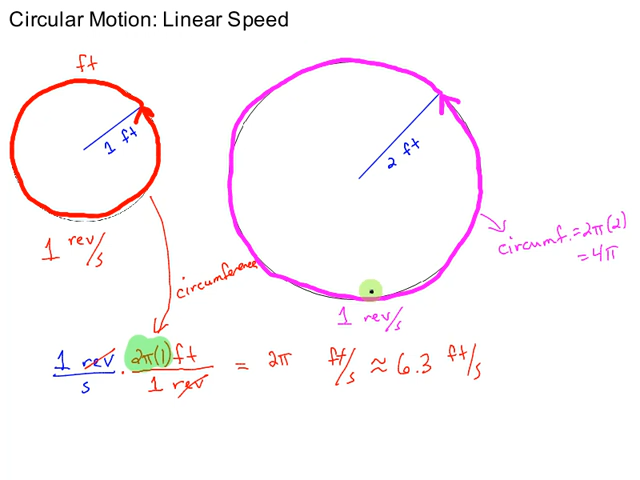 Circular Motion: Linear Speed
ft
1 ft
2 ft
1 rev/s
circumference
circumf. = 2π(2)
= 4π
1 rev/s
1 rev/s · 2π(1)ft/1 rev = 2π ft/s ≈ 6.3 ft/s